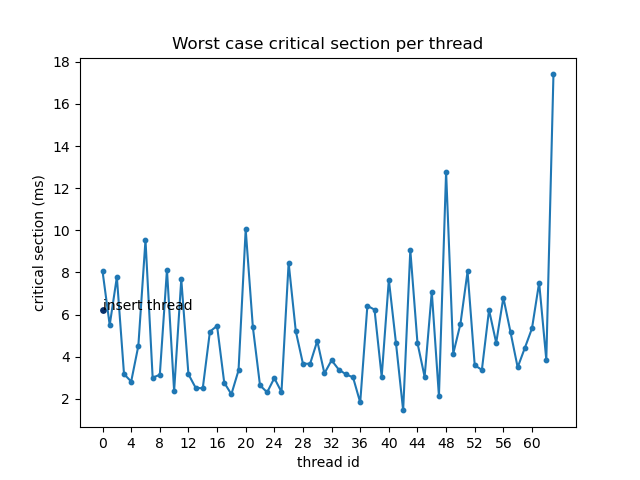 Worst case critical section per thread
critical section (ms)
18
16
14
12
10
8
6
4
2
insert thread
0 4 8 12 16 20 24 28 32 36 40 44 48 52 56 60
thread id